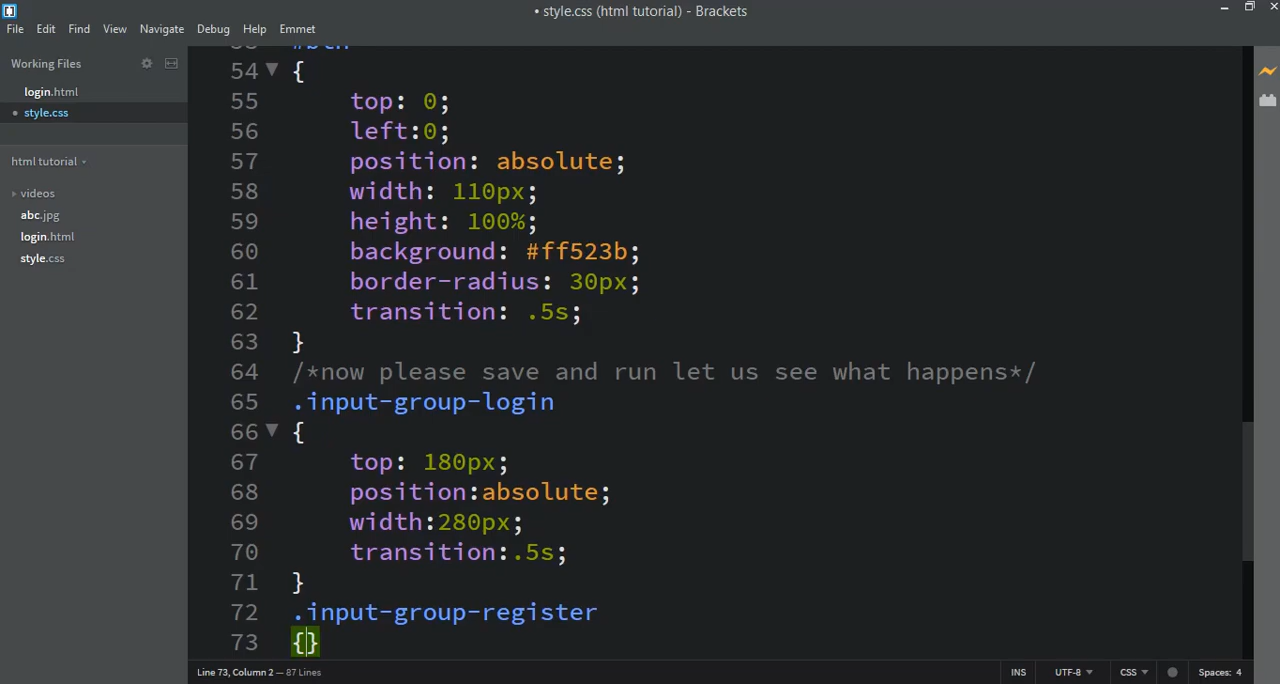 • style.css (html tutorial) - Brackets
File Edit Find View Navigate Debug Help Emmet
Working Files
login.html
• style.css
html tutorial
videos
abc.jpg
login.html
style.css
53 #btn
54 {
55 top: 0;
56 left:0;
57 position: absolute;
58 width: 110px;
59 height: 100%;
60 background: #ff523b;
61 border-radius: 30px;
62 transition: .5s;
63 }
64 /*now please save and run let us see what happens*/
65 .input-group-login
66 {
67 top: 180px;
68 position:absolute;
69 width:280px;
70 transition:.5s;
71 }
72 .input-group-register
73 {}
Line 73, Column 2 — 87 Lines
INS UTF-8 CSS Spaces: 4